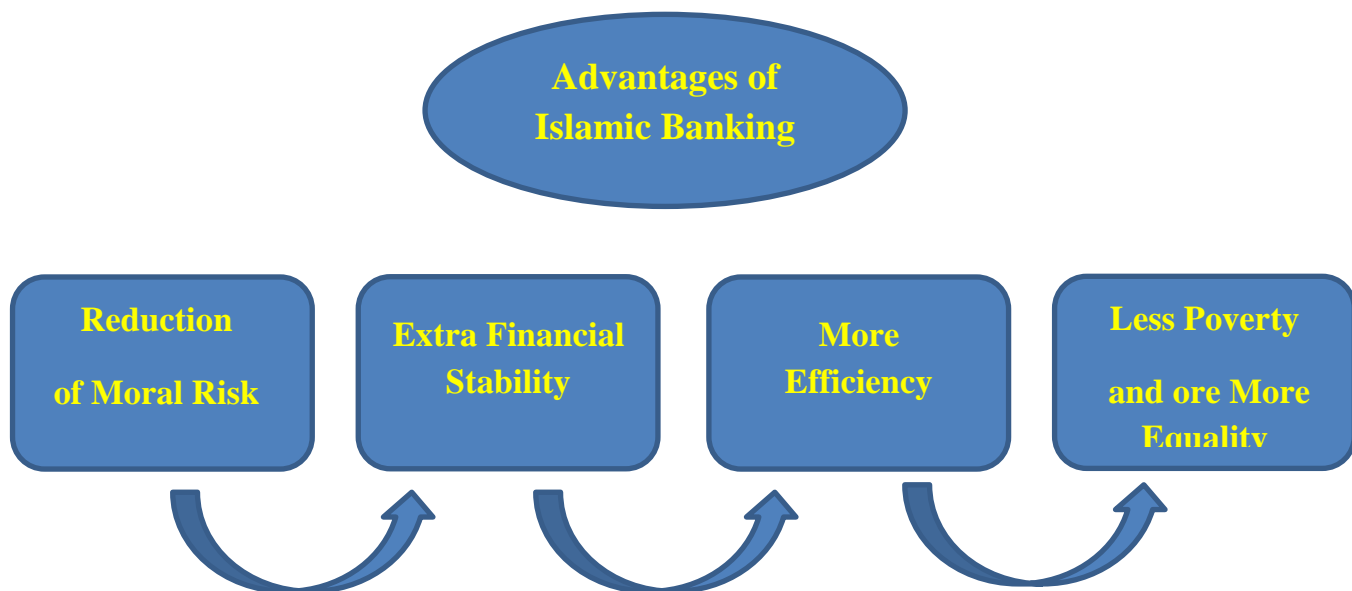 Advantages of
Islamic Banking
Reduction
of Moral Risk
Extra Financial
Stability
More
Efficiency
Less Poverty
and ore More
Equality